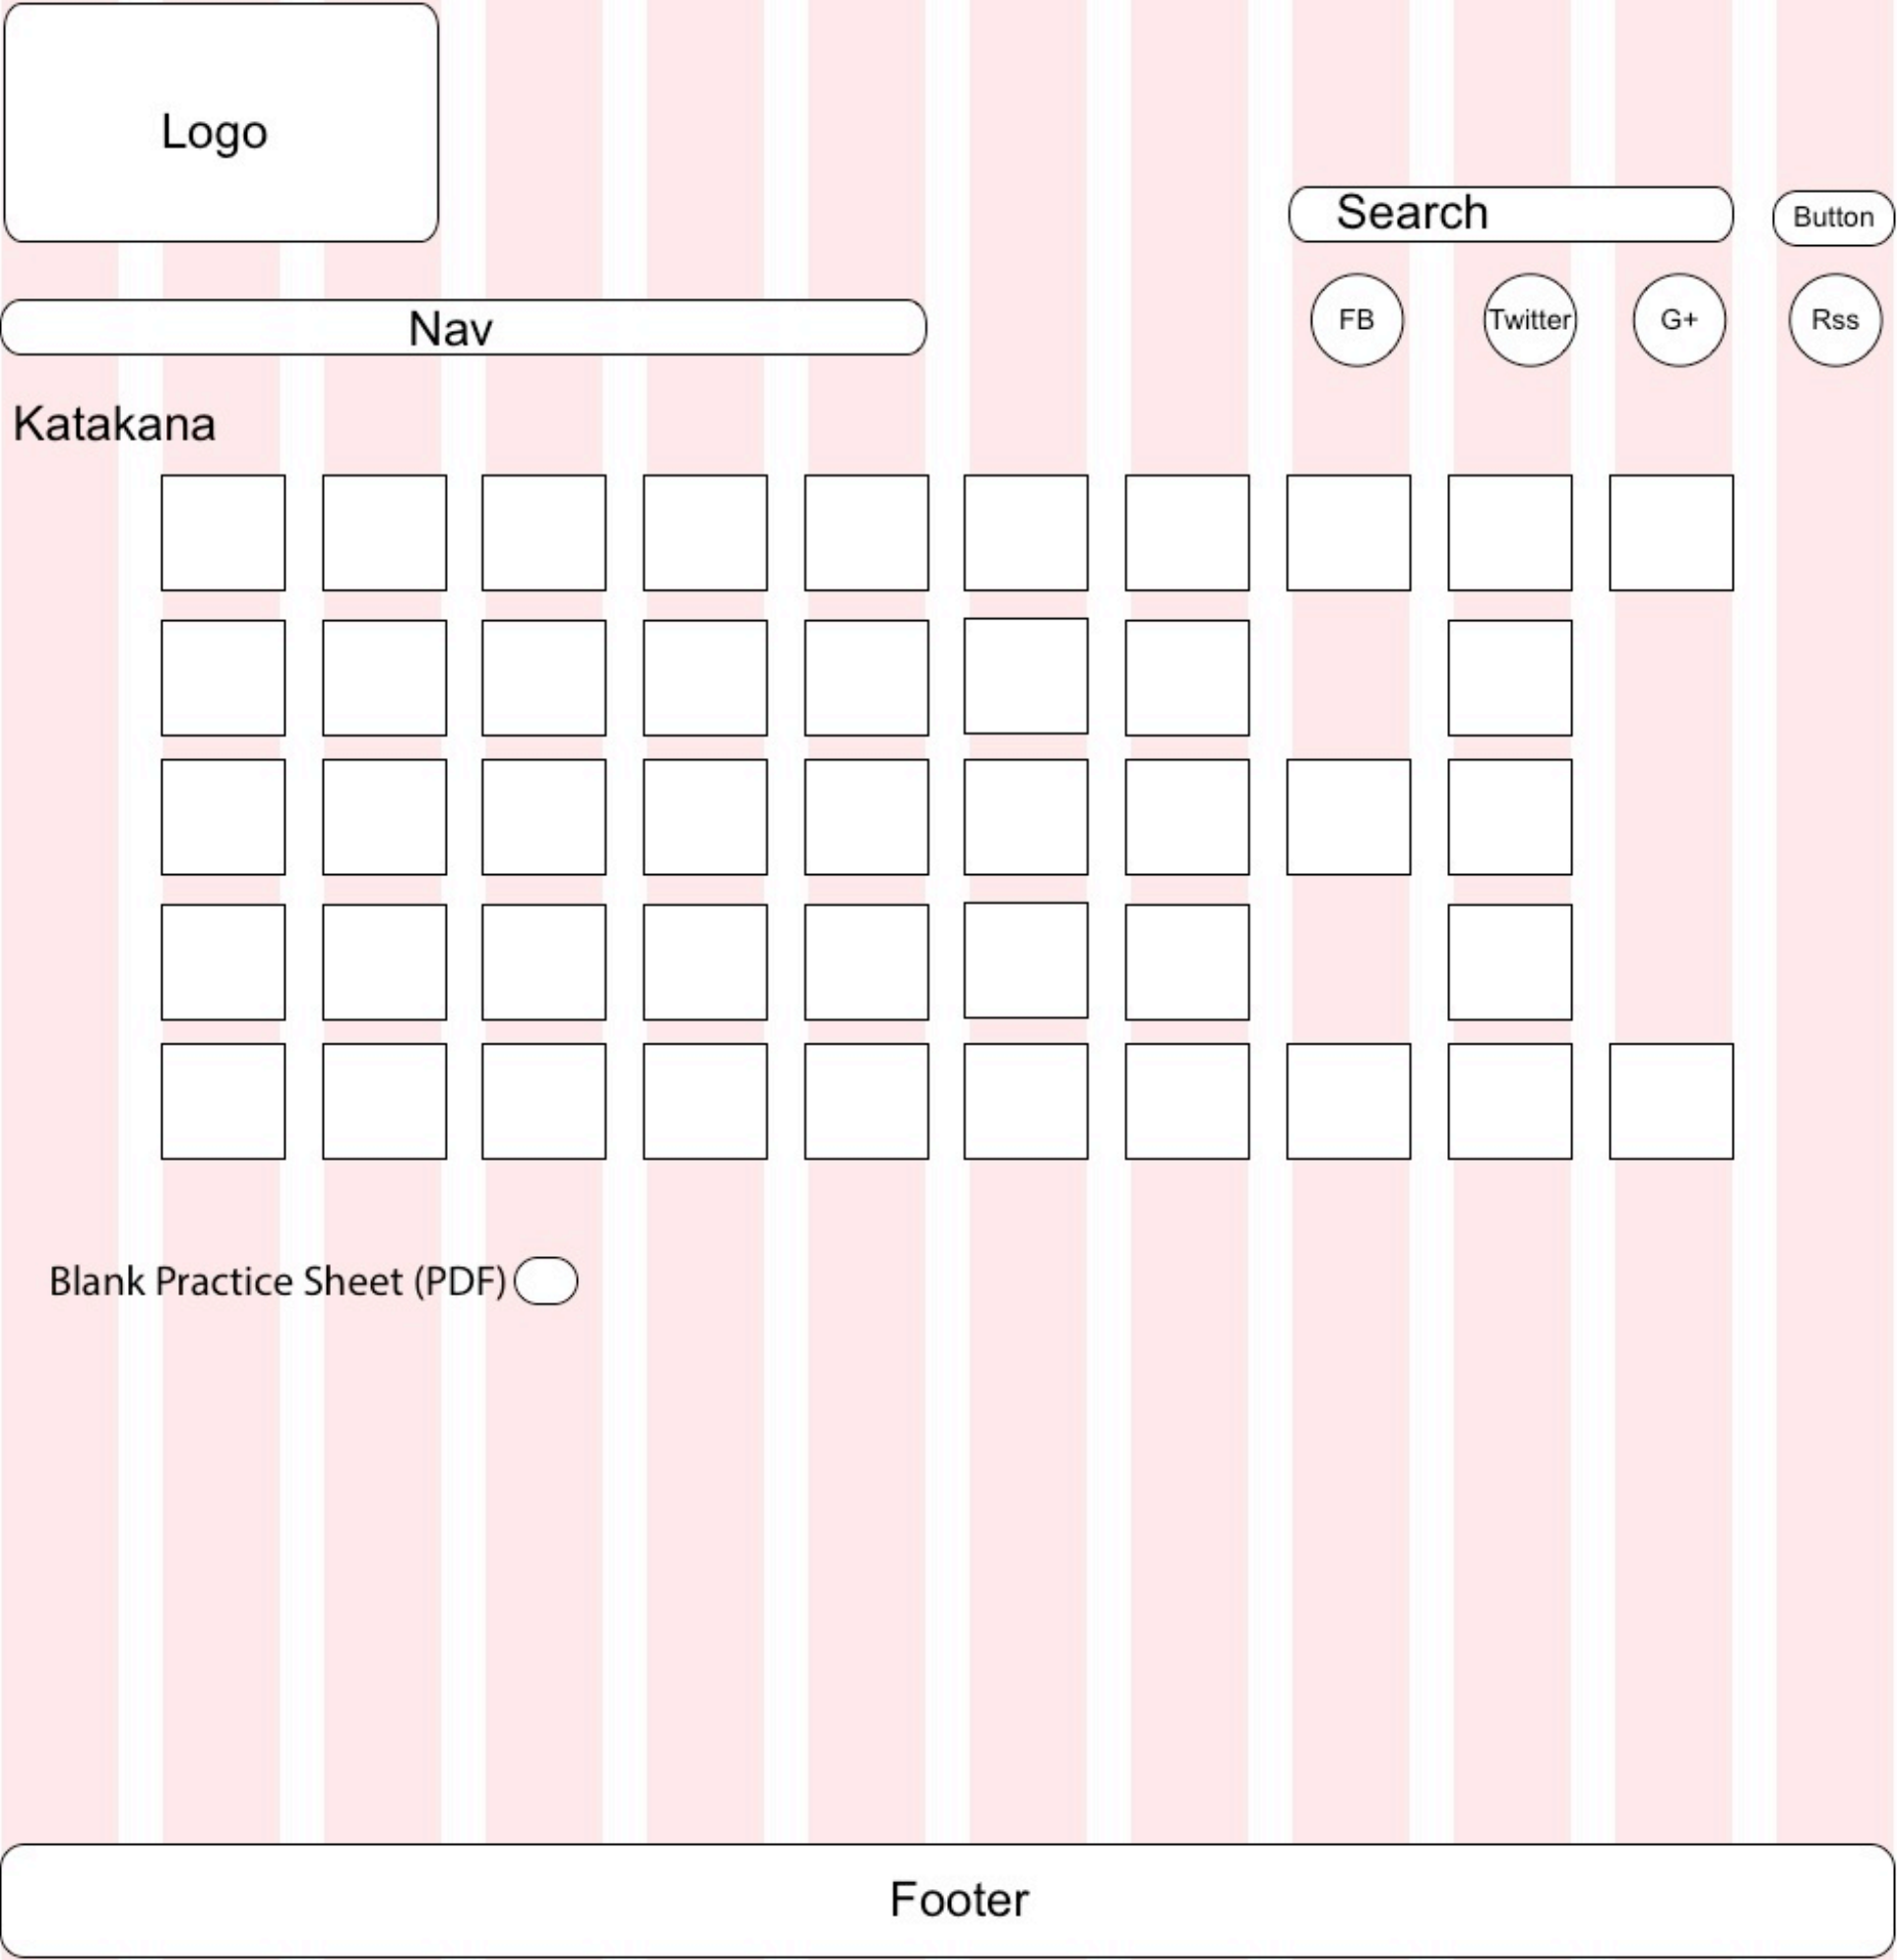 Logo
Search
Button
Nav
FB
Twitter
G+
Rss
Katakana
Blank Practice Sheet (PDF)
Footer